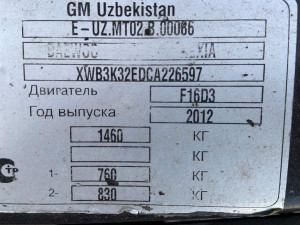 GM Uzbekistan
E-UZ.MT02.B.00066
DAEWOO
XWB3K32EDCA226597
Двигатель F16D3
Год выпуска 2012
1460 КГ
КГ
1- 760 КГ
2- 830 КГ